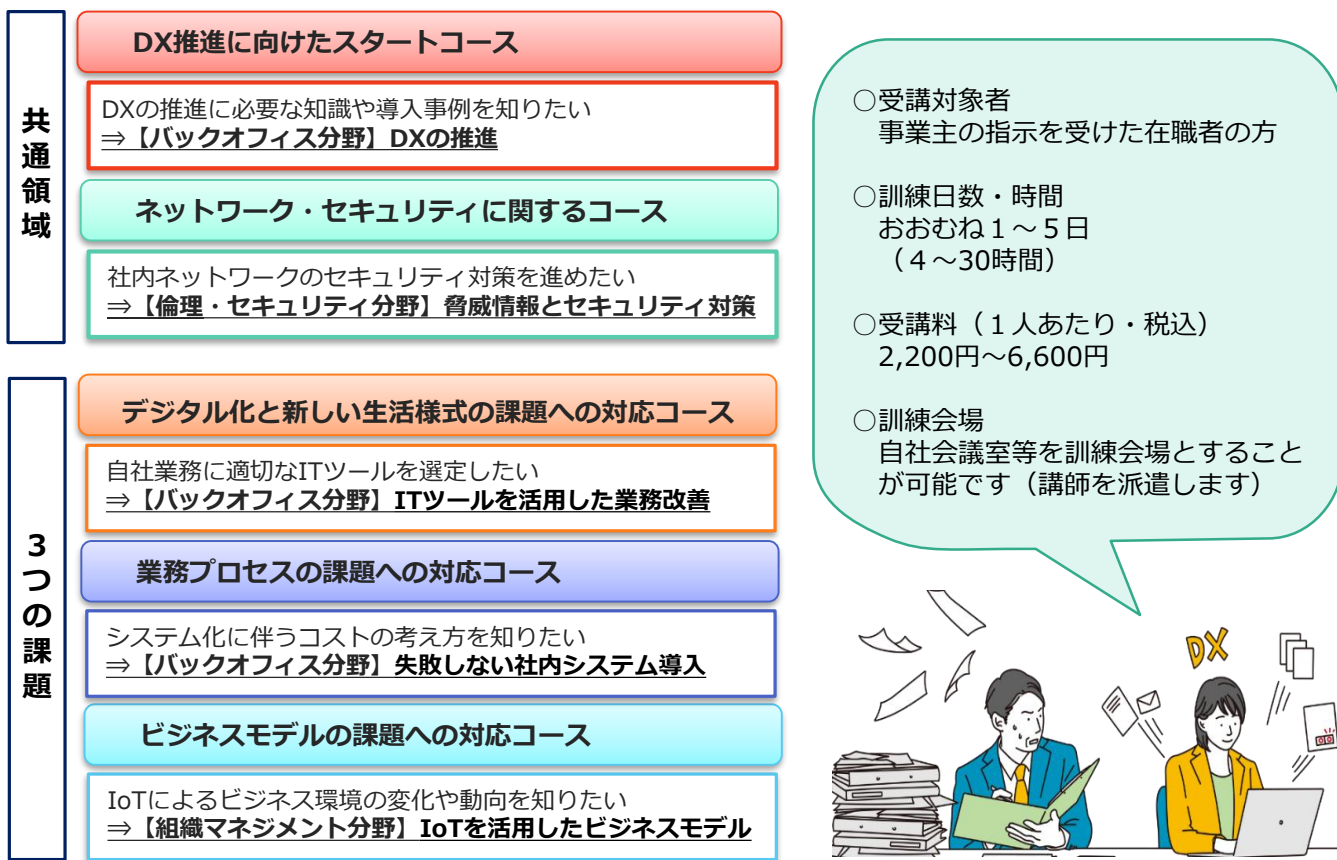 共通領域
DX推進に向けたスタートコース
DXの推進に必要な知識や導入事例を知りたい
⇒【バックオフィス分野】DXの推進
ネットワーク・セキュリティに関するコース
社内ネットワークのセキュリティ対策を進めたい
⇒【倫理・セキュリティ分野】脅威情報とセキュリティ対策
3つの課題
デジタル化と新しい生活様式の課題への対応コース
自社業務に適切なITツールを選定したい
⇒【バックオフィス分野】ITツールを活用した業務改善
業務プロセスの課題への対応コース
システム化に伴うコストの考え方を知りたい
⇒【バックオフィス分野】失敗しない社内システム導入
ビジネスモデルの課題への対応コース
IoTによるビジネス環境の変化や動向を知りたい
⇒【組織マネジメント分野】IoTを活用したビジネスモデル
○受講対象者
事業主の指示を受けた在職者の方
○訓練日数・時間
おおむね１～５日
（４～30時間）
○受講料（１人あたり・税込）
2,200円～6,600円
○訓練会場
自社会議室等を訓練会場とすること
が可能です（講師を派遣します）
DX